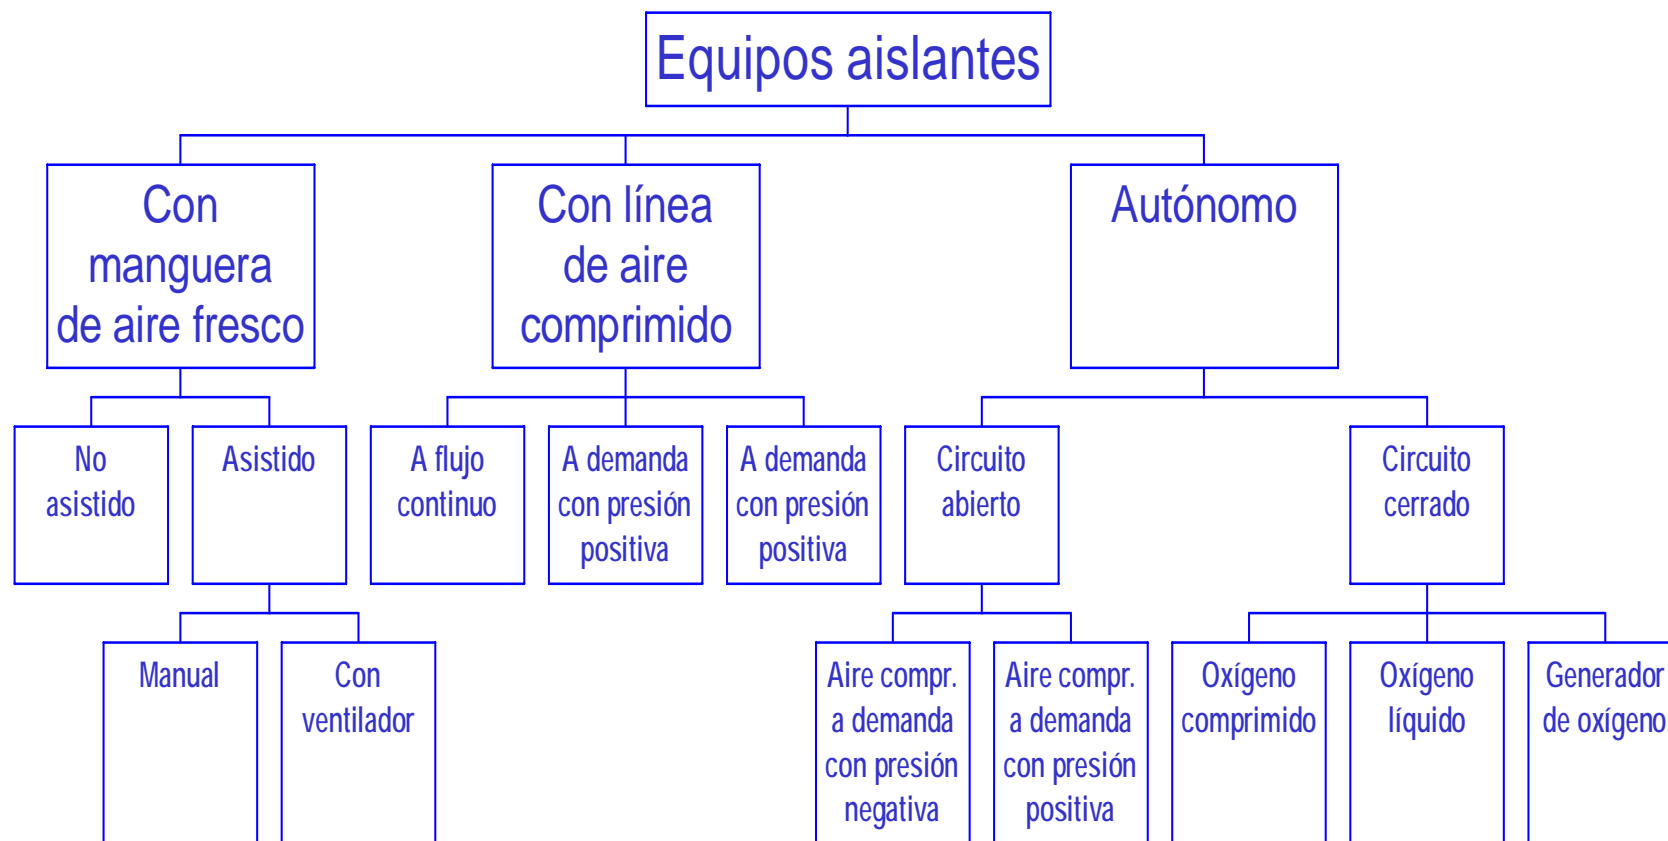 Equipos aislantes
Con
manguera
de aire fresco
Con línea
de aire
comprimido
Autónomo
No
asistido
Asistido
A flujo
continuo
A demanda
con presión
positiva
A demanda
con presión
positiva
Circuito
abierto
Circuito
cerrado
Manual
Con
ventilador
Aire compr.
a demanda
con presión
negativa
Aire compr.
a demanda
con presión
positiva
Oxígeno
comprimido
Oxígeno
líquido
Generador
de oxígeno